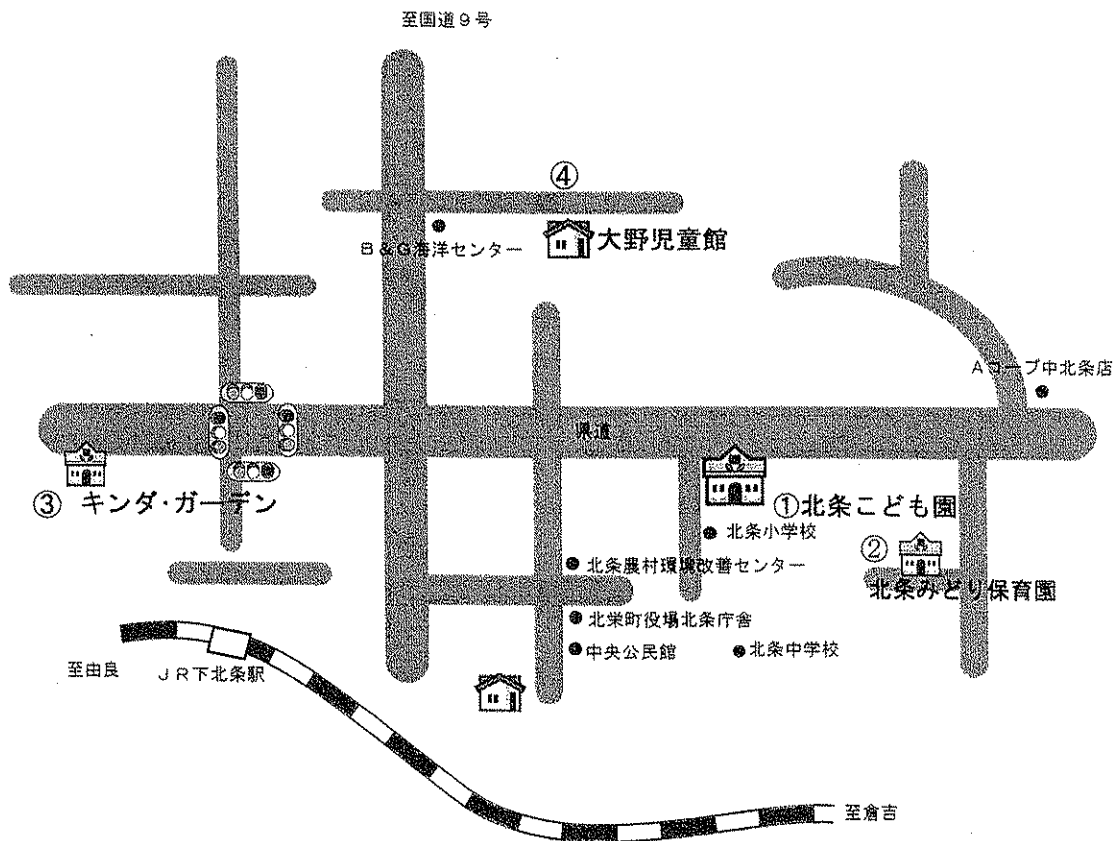 至国道9号
④
大野児童館
B&G海洋センター
Aコープ中北条店
県道
③ キンダ・ガーデン
①北条こども園
北条小学校
②
北条みどり保育園
北条農村環境改善センター
北栄町役場北条庁舎
中央公民館
北条中学校
至由良
JR下北条駅
至倉吉